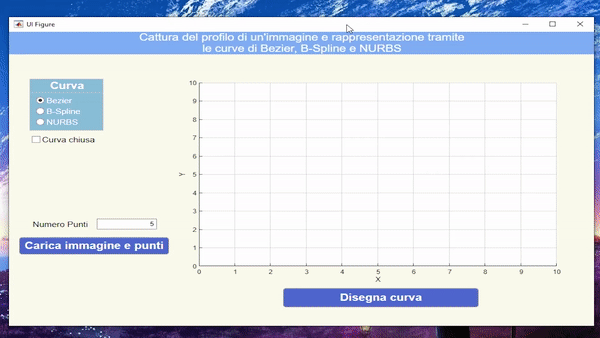 UI Figure
Cattura del profilo di un'immagine e rappresentazione tramite
le curve di Bezier, B-Spline e NURBS
Curva
Bezier
B-Spline
NURBS
Curva chiusa
Numero Punti 5
Carica immagine e punti
10
9
8
7
6
5
4
3
2
1
0
Y
0 1 2 3 4 5 6 7 8 9 10
X
Disegna curva